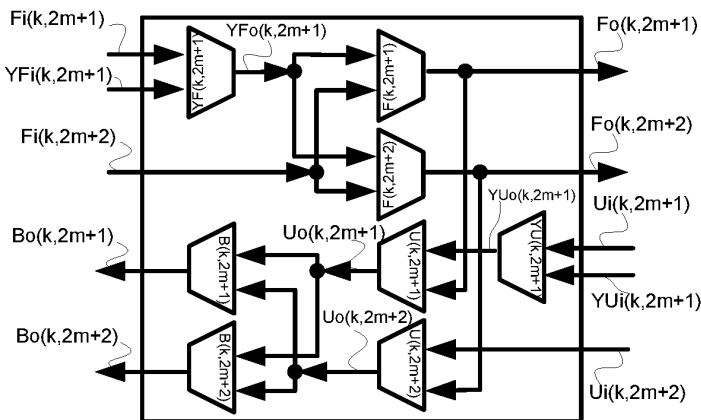 Fi(k,2m+1)
YFo(k,2m+1)
Fo(k,2m+1)
YFi(k,2m+1)
YF(k,2m+1)
F(k,2m+1)
Fi(k,2m+2)
Fo(k,2m+2)
F(k,2m+2)
YUo(k,2m+1)
Ui(k,2m+1)
Bo(k,2m+1)
Uo(k,2m+1)
B(k,2m+1)
U(k,2m+1)
YU(k,2m+1)
YUi(k,2m+1)
Bo(k,2m+2)
Uo(k,2m+2)
B(k,2m+2)
U(k,2m+2)
Ui(k,2m+2)